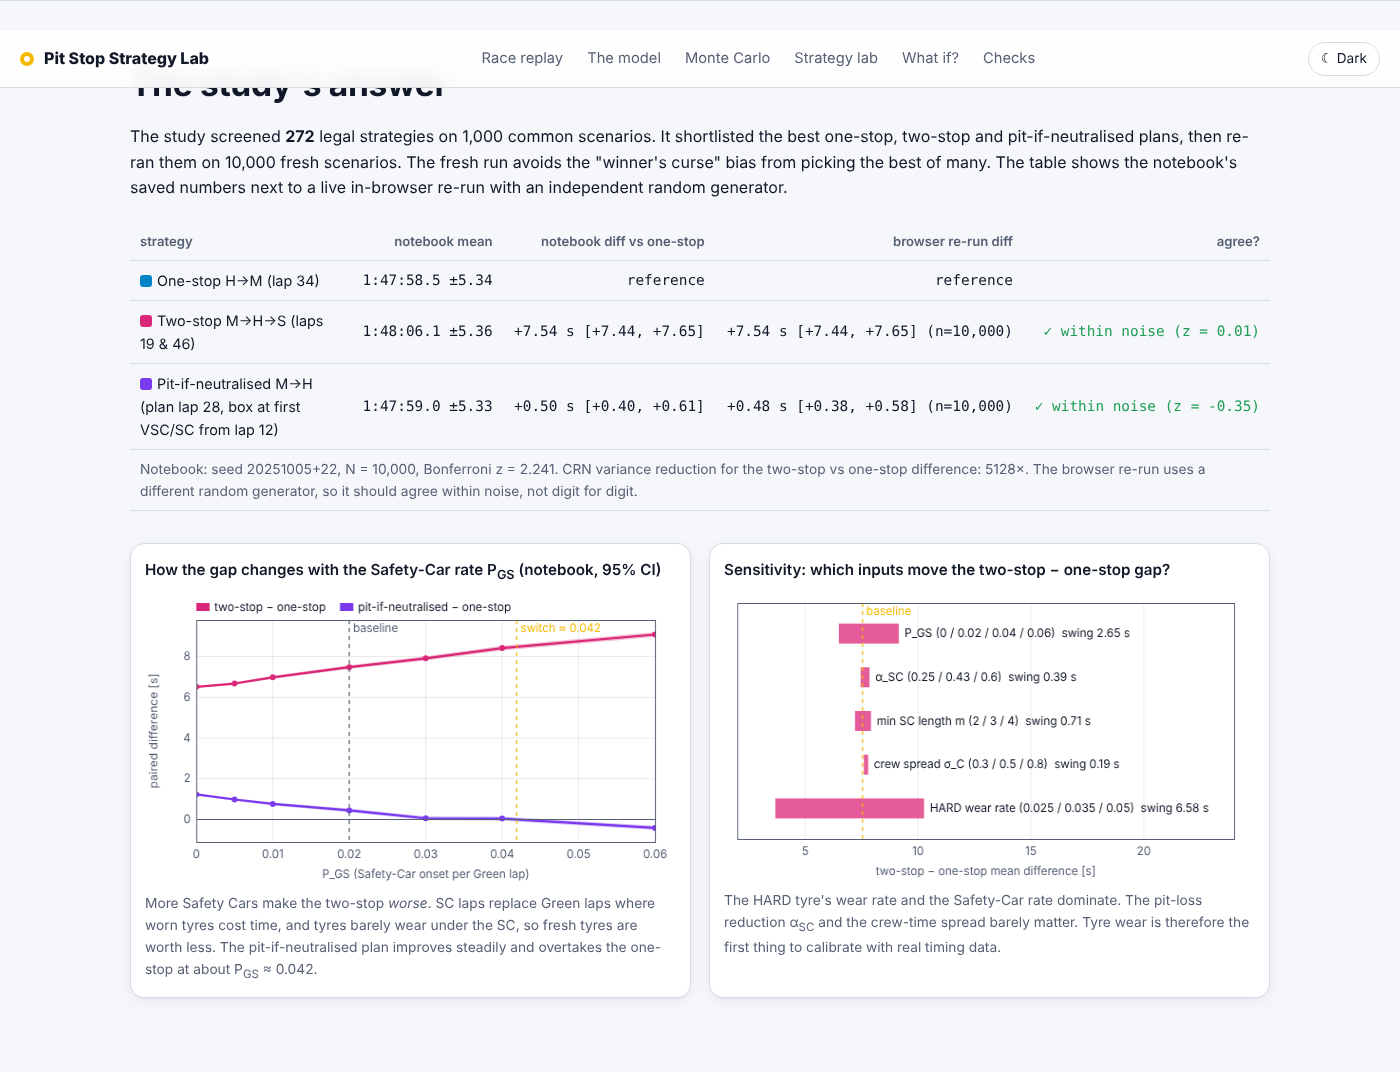 Pit Stop Strategy Lab
Race replay The model Monte Carlo Strategy lab What if? Checks
☾ Dark
The study's answer
The study screened 272 legal strategies on 1,000 common scenarios. It shortlisted the best one-stop, two-stop and pit-if-neutralised plans, then re-
ran them on 10,000 fresh scenarios. The fresh run avoids the "winner's curse" bias from picking the best of many. The table shows the notebook's
saved numbers next to a live in-browser re-run with an independent random generator.
strategy notebook mean notebook diff vs one-stop browser re-run diff agree?
One-stop H→M (lap 34) 1:47:58.5 ±5.34 reference reference
Two-stop M→H→S (laps
19 & 46) 1:48:06.1 ±5.36 +7.54 s [+7.44, +7.65] +7.54 s [+7.44, +7.65] (n=10,000) ✓ within noise (z = 0.01)
Pit-if-neutralised M→H
(plan lap 28, box at first 1:47:59.0 ±5.33 +0.50 s [+0.40, +0.61] +0.48 s [+0.38, +0.58] (n=10,000) ✓ within noise (z = -0.35)
VSC/SC from lap 12)
Notebook: seed 20251005+22, N = 10,000, Bonferroni z = 2.241. CRN variance reduction for the two-stop vs one-stop difference: 5128×. The browser re-run uses a
different random generator, so it should agree within noise, not digit for digit.
How the gap changes with the Safety-Car rate P_GS (notebook, 95% CI)
two-stop − one-stop pit-if-neutralised − one-stop
baseline switch ≈ 0.042
8
6
4
2
0
paired difference [s]
0 0.01 0.02 0.03 0.04 0.05 0.06
P_GS (Safety-Car onset per Green lap)
More Safety Cars make the two-stop worse. SC laps replace Green laps where
worn tyres cost time, and tyres barely wear under the SC, so fresh tyres are
worth less. The pit-if-neutralised plan improves steadily and overtakes the one-
stop at about P_GS ≈ 0.042.
Sensitivity: which inputs move the two-stop − one-stop gap?
baseline
P_GS (0 / 0.02 / 0.04 / 0.06) swing 2.65 s
α_SC (0.25 / 0.43 / 0.6) swing 0.39 s
min SC length m (2 / 3 / 4) swing 0.71 s
crew spread σ_C (0.3 / 0.5 / 0.8) swing 0.19 s
HARD wear rate (0.025 / 0.035 / 0.05) swing 6.58 s
5 10 15 20
two-stop − one-stop mean difference [s]
The HARD tyre's wear rate and the Safety-Car rate dominate. The pit-loss
reduction α_SC and the crew-time spread barely matter. Tyre wear is therefore the
first thing to calibrate with real timing data.